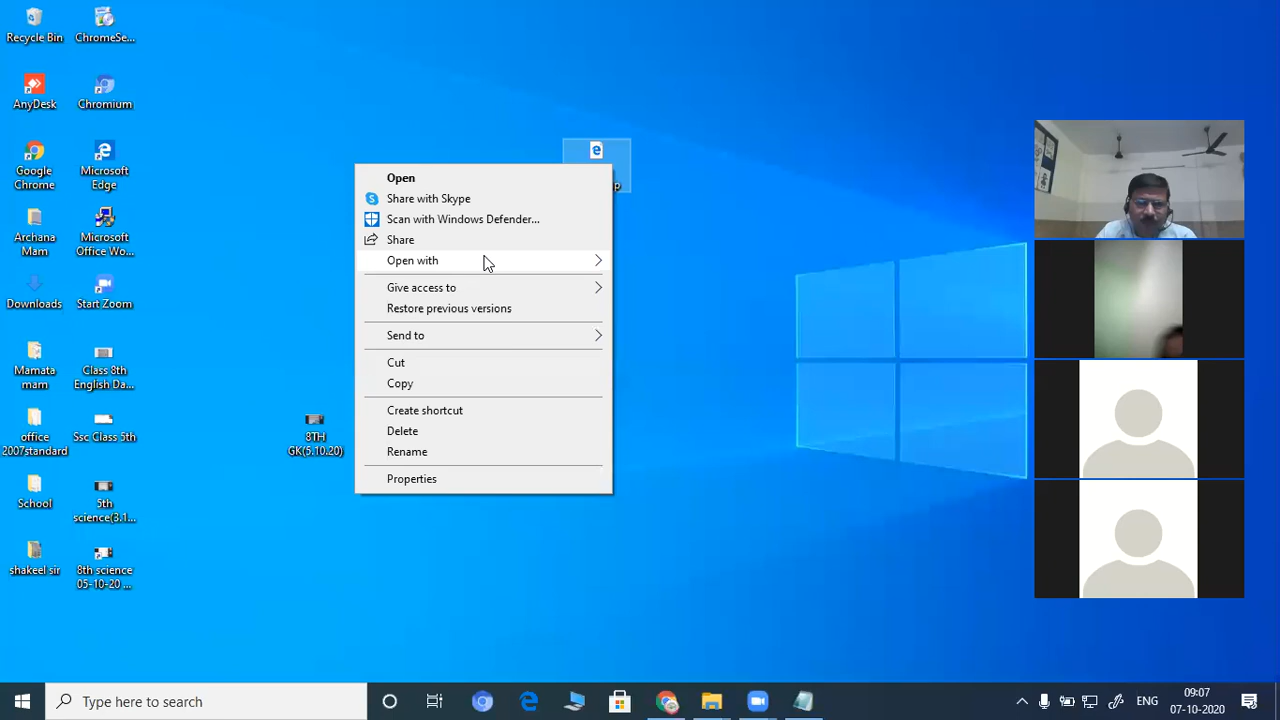 Recycle Bin
ChromeSe...
AnyDesk
Chromium
Google
Chrome
Microsoft
Edge
Archana
Mam
Microsoft
Office Wo...
Downloads
Start Zoom
Mamata
mam
Class 8th
English Da...
office
2007standard
Ssc Class 5th
School
5th
science(3.1...
shakeel sir
8th science
05-10-20 ...
8TH
GK(5.10.20)
p
Open
Share with Skype
Scan with Windows Defender...
Share
Open with
Give access to
Restore previous versions
Send to
Cut
Copy
Create shortcut
Delete
Rename
Properties
Type here to search
ENG
09:07
07-10-2020